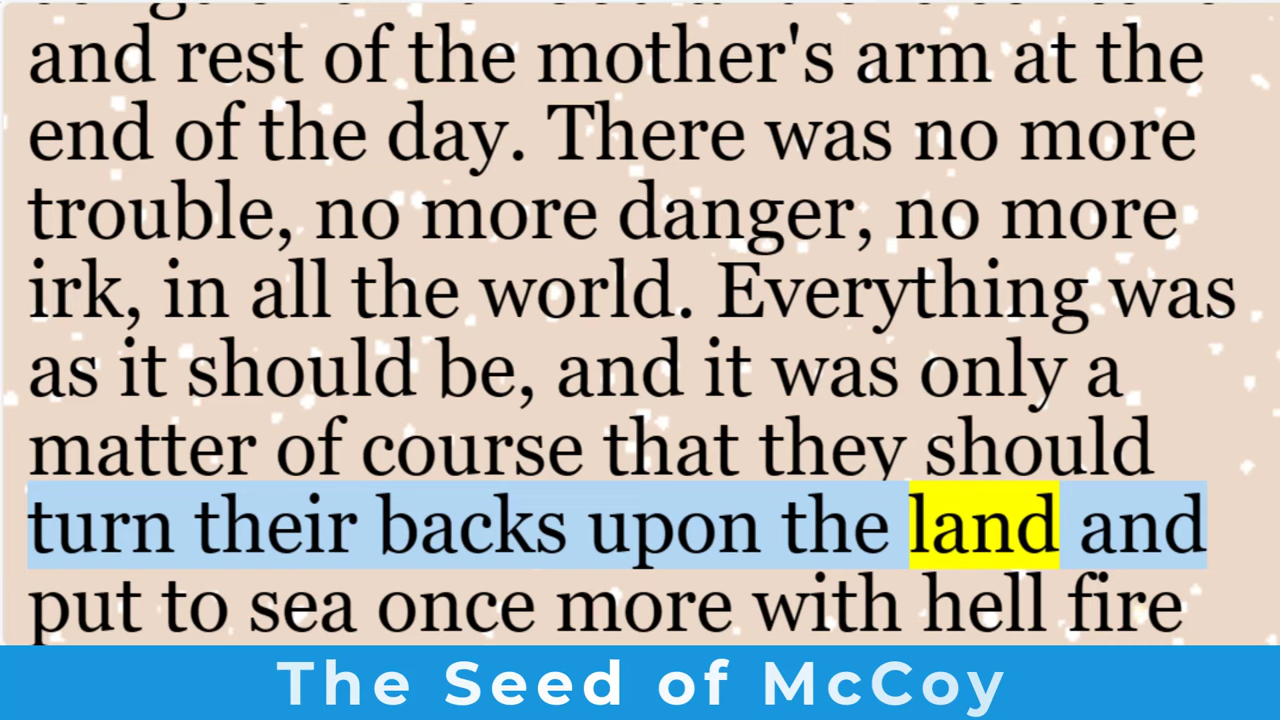 and rest of the mother's arm at the
end of the day. There was no more
trouble, no more danger, no more
irk, in all the world. Everything was
as it should be, and it was only a
matter of course that they should
turn their backs upon the land and
put to sea once more with hell fire
The Seed of McCoy